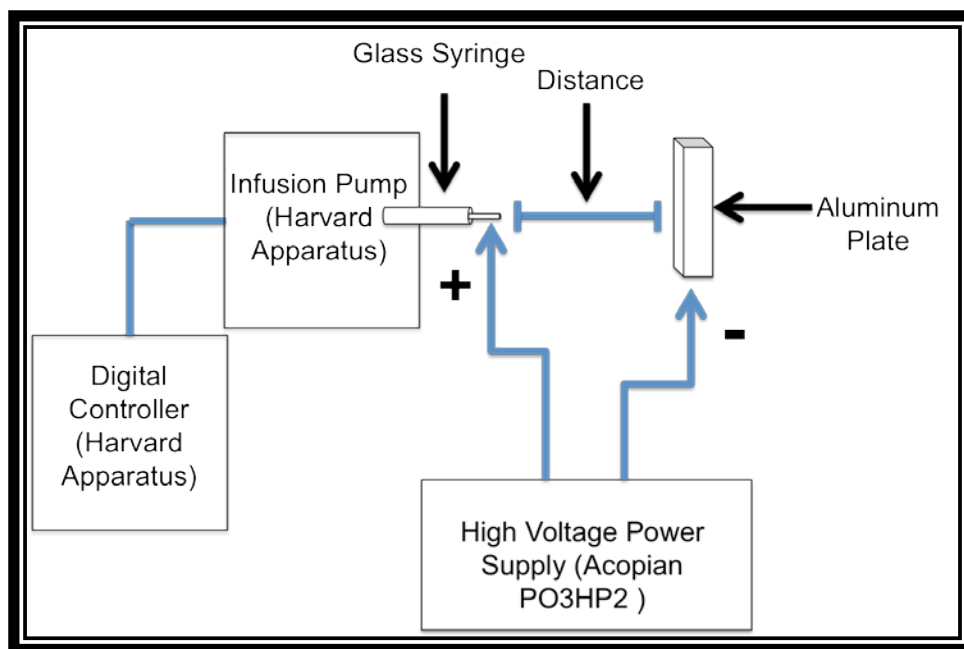 Glass Syringe
Distance
Infusion Pump
(Harvard
Apparatus)
Aluminum
Plate
+
-
Digital
Controller
(Harvard
Apparatus)
High Voltage Power
Supply (Acopian
PO3HP2 )